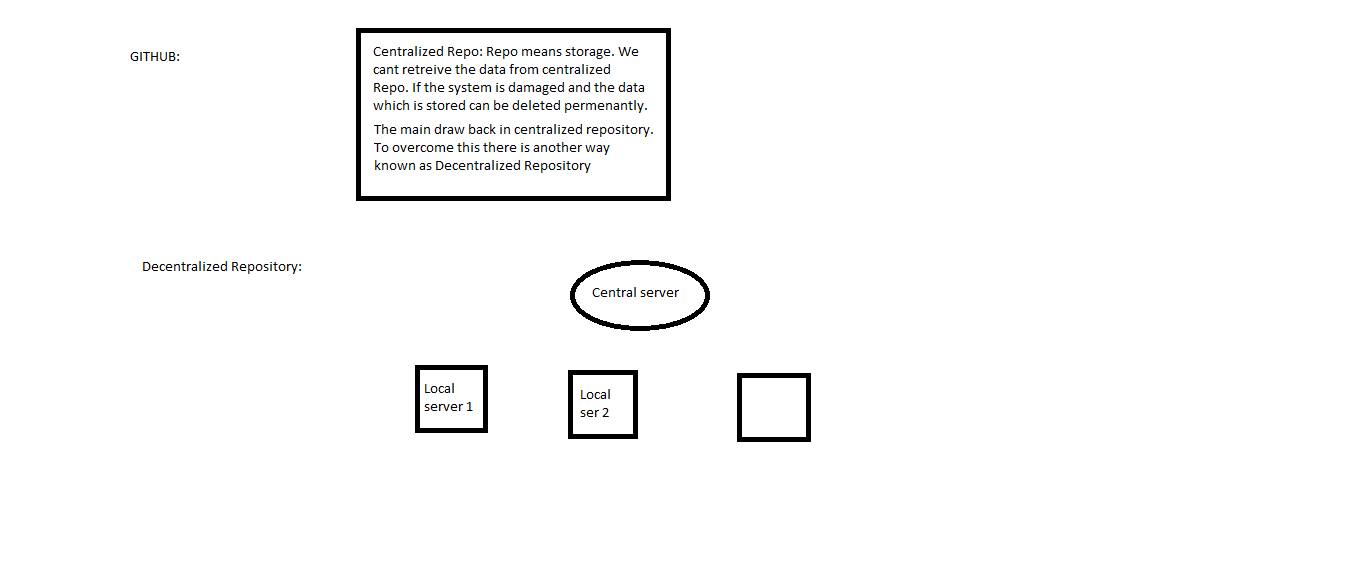 GITHUB:
Centralized Repo: Repo means storage. We
cant retreive the data from centralized
Repo. If the system is damaged and the data
which is stored can be deleted permenantly.
The main draw back in centralized repository.
To overcome this there is another way
known as Decentralized Repository
Decentralized Repository:
Central server
Local
server 1
Local
ser 2